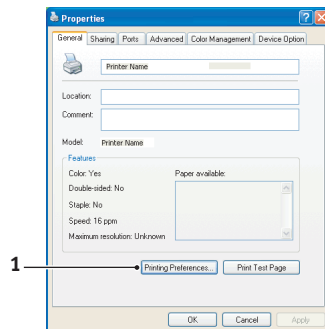 Properties
General Sharing Ports Advanced Color Management Device Option
Printer Name
Location:
Comment:
Model: Printer Name
Features
Color: Yes Paper available:
Double-sided: No
Staple: No
Speed: 16 ppm
Maximum resolution: Unknown
1 Printing Preferences... Print Test Page
OK Cancel Apply